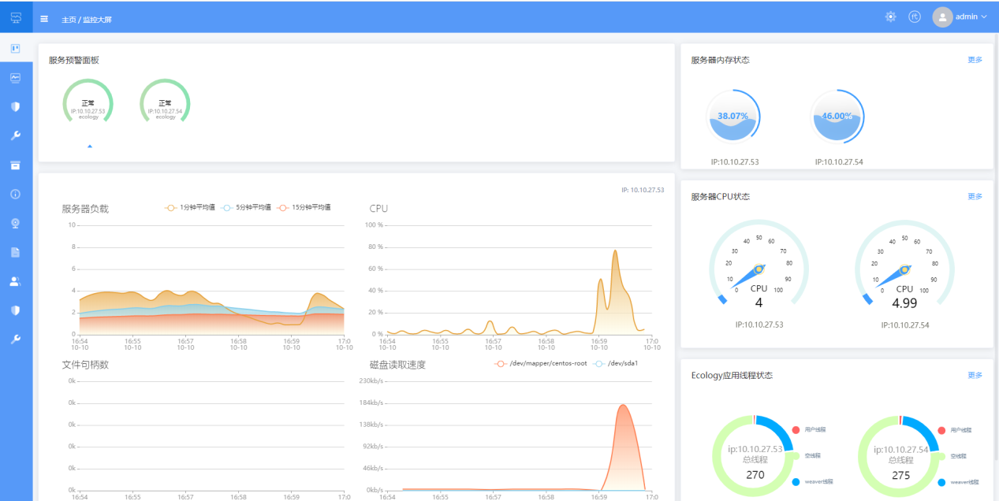 主页 / 监控大屏
admin
服务预警面板
正常
IP:10.10.27.53
ecology
正常
IP:10.10.27.54
ecology
服务器内存状态
更多
38.07%
46.00%
IP:10.10.27.53
IP:10.10.27.54
IP: 10.10.27.53
服务器负载
1分钟平均值
5分钟平均值
15分钟平均值
10
8
6
4
2
0
16:54
10-10
16:55
10-10
16:57
10-10
16:58
10-10
16:59
10-10
17:0
10-10
CPU
100 %
80 %
60 %
40 %
20 %
0 %
16:54
10-10
16:55
10-10
16:57
10-10
16:58
10-10
16:59
10-10
17:0
10-10
服务器CPU状态
更多
0
10
20
30
40
50
60
70
80
90
100
CPU
4
IP:10.10.27.53
0
10
20
30
40
50
60
70
80
90
100
CPU
4.99
IP:10.10.27.54
文件句柄数
0k
0k
0k
0k
0k
0k
16:54
16:55
16:57
16:58
16:59
17:0
磁盘读取速度
/dev/mapper/centos-root
/dev/sda1
230kb/s
184kb/s
138kb/s
92kb/s
46kb/s
0kb/s
16:54
16:55
16:57
16:58
16:59
17:0
Ecology应用线程状态
更多
ip:10.10.27.53
总线程
270
用户线程
空线程
weaver线程
ip:10.10.27.54
总线程
275
用户线程
空线程
weaver线程